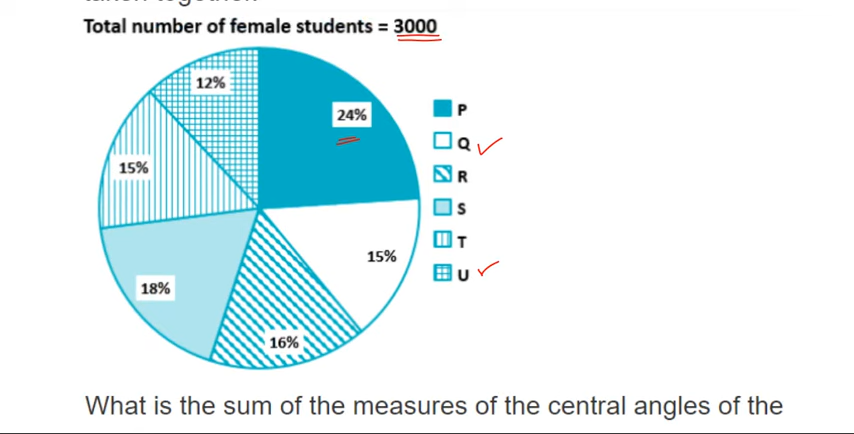 Total number of female students = 3000
12%
24%
15%
15%
18%
16%
P
Q
R
S
T
U
What is the sum of the measures of the central angles of the